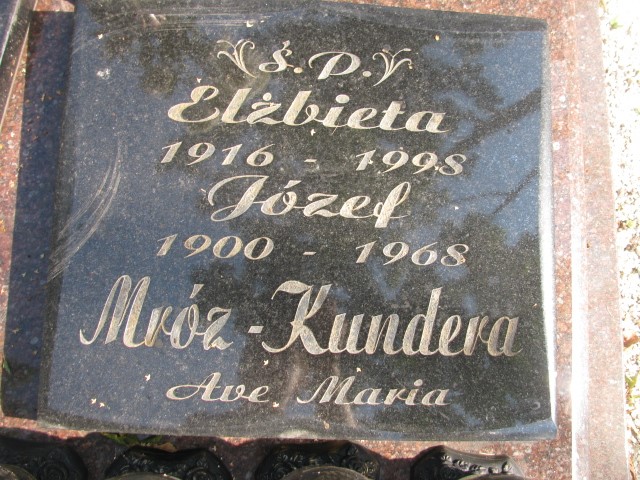 Ś.P.
Elżbieta
1916 - 1998
Józef
1900 - 1968
Mróz - Kundera
Ave Maria